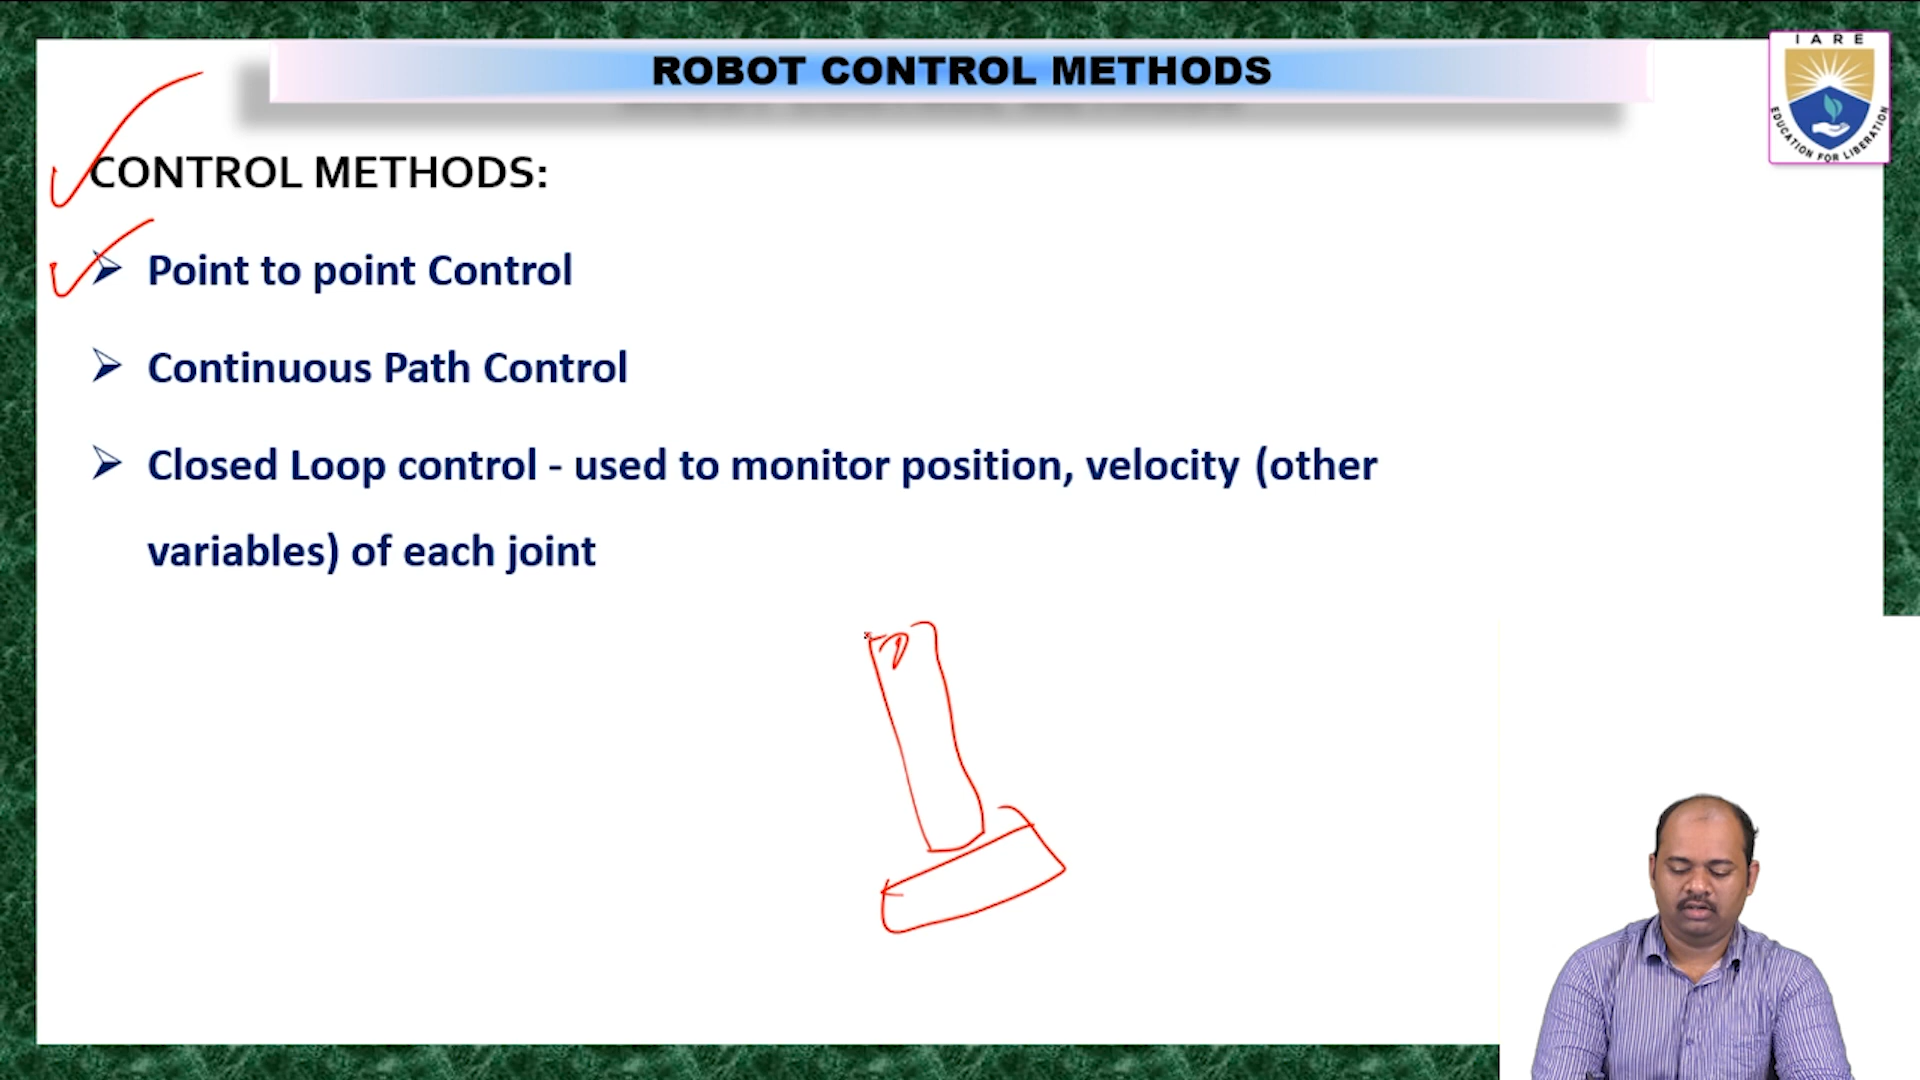 ROBOT CONTROL METHODS
I A R E
EDUCATION FOR LIBERATION
CONTROL METHODS:
Point to point Control
Continuous Path Control
Closed Loop control - used to monitor position, velocity (other
variables) of each joint